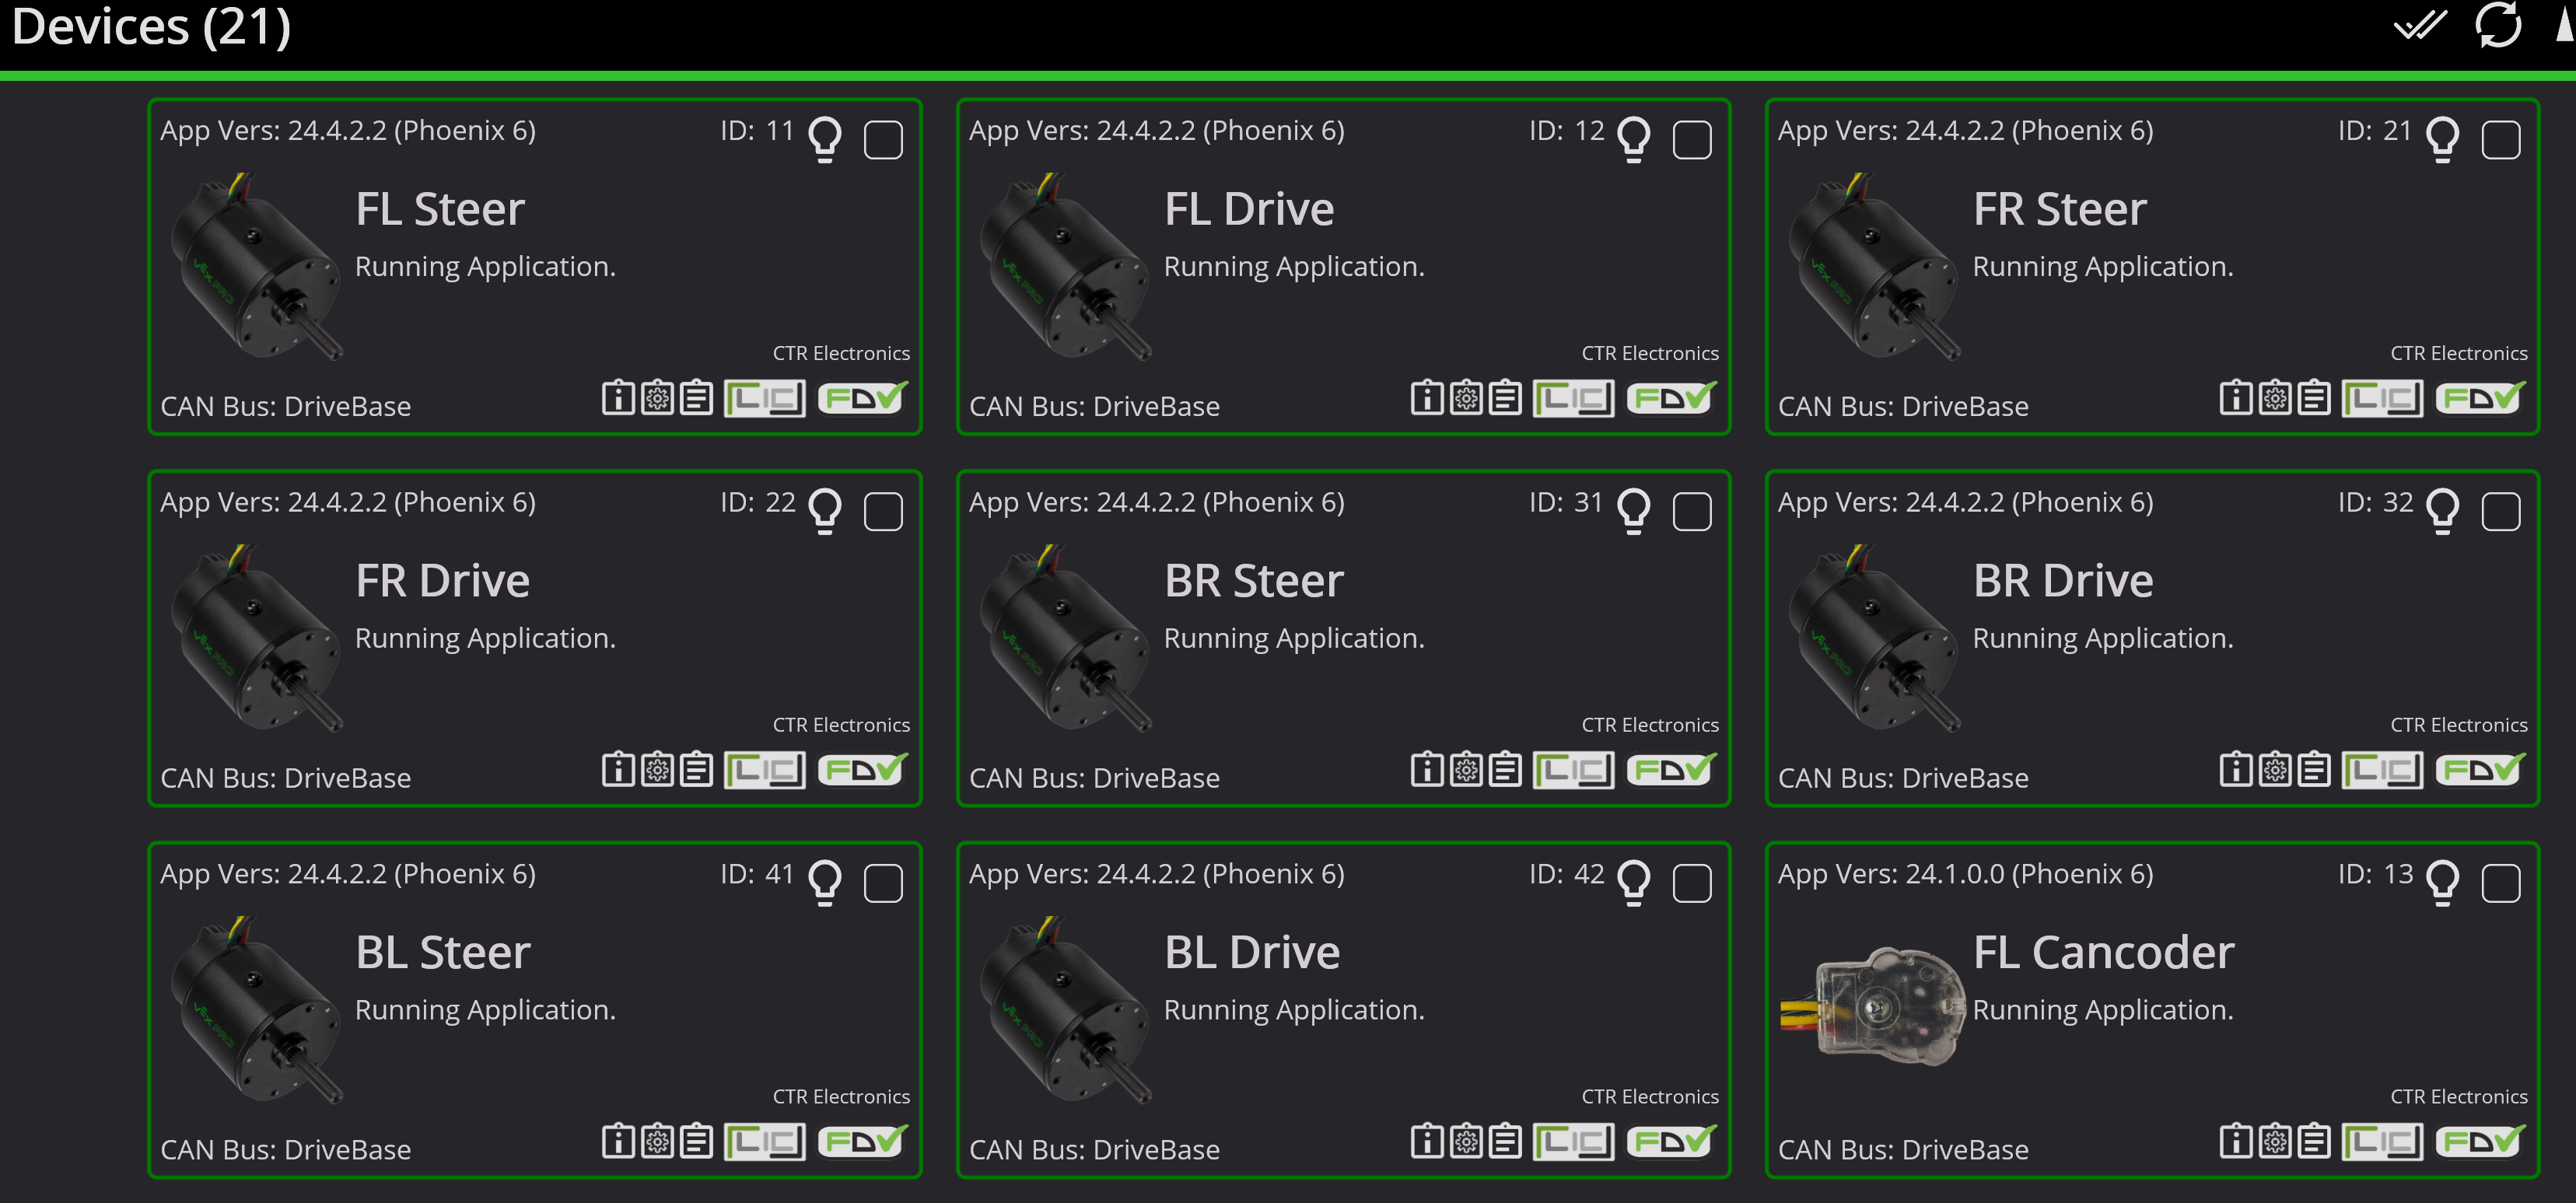 Devices (21)
App Vers: 24.4.2.2 (Phoenix 6) ID: 11
FL Steer
Running Application.
CTR Electronics
CAN Bus: DriveBase
LIC
FD
App Vers: 24.4.2.2 (Phoenix 6) ID: 12
FL Drive
Running Application.
CTR Electronics
CAN Bus: DriveBase
LIC
FD
App Vers: 24.4.2.2 (Phoenix 6) ID: 21
FR Steer
Running Application.
CTR Electronics
CAN Bus: DriveBase
LIC
FD
App Vers: 24.4.2.2 (Phoenix 6) ID: 22
FR Drive
Running Application.
CTR Electronics
CAN Bus: DriveBase
LIC
FD
App Vers: 24.4.2.2 (Phoenix 6) ID: 31
BR Steer
Running Application.
CTR Electronics
CAN Bus: DriveBase
LIC
FD
App Vers: 24.4.2.2 (Phoenix 6) ID: 32
BR Drive
Running Application.
CTR Electronics
CAN Bus: DriveBase
LIC
FD
App Vers: 24.4.2.2 (Phoenix 6) ID: 41
BL Steer
Running Application.
CTR Electronics
CAN Bus: DriveBase
LIC
FD
App Vers: 24.4.2.2 (Phoenix 6) ID: 42
BL Drive
Running Application.
CTR Electronics
CAN Bus: DriveBase
LIC
FD
App Vers: 24.1.0.0 (Phoenix 6) ID: 13
FL Cancoder
Running Application.
CTR Electronics
CAN Bus: DriveBase
LIC
FD